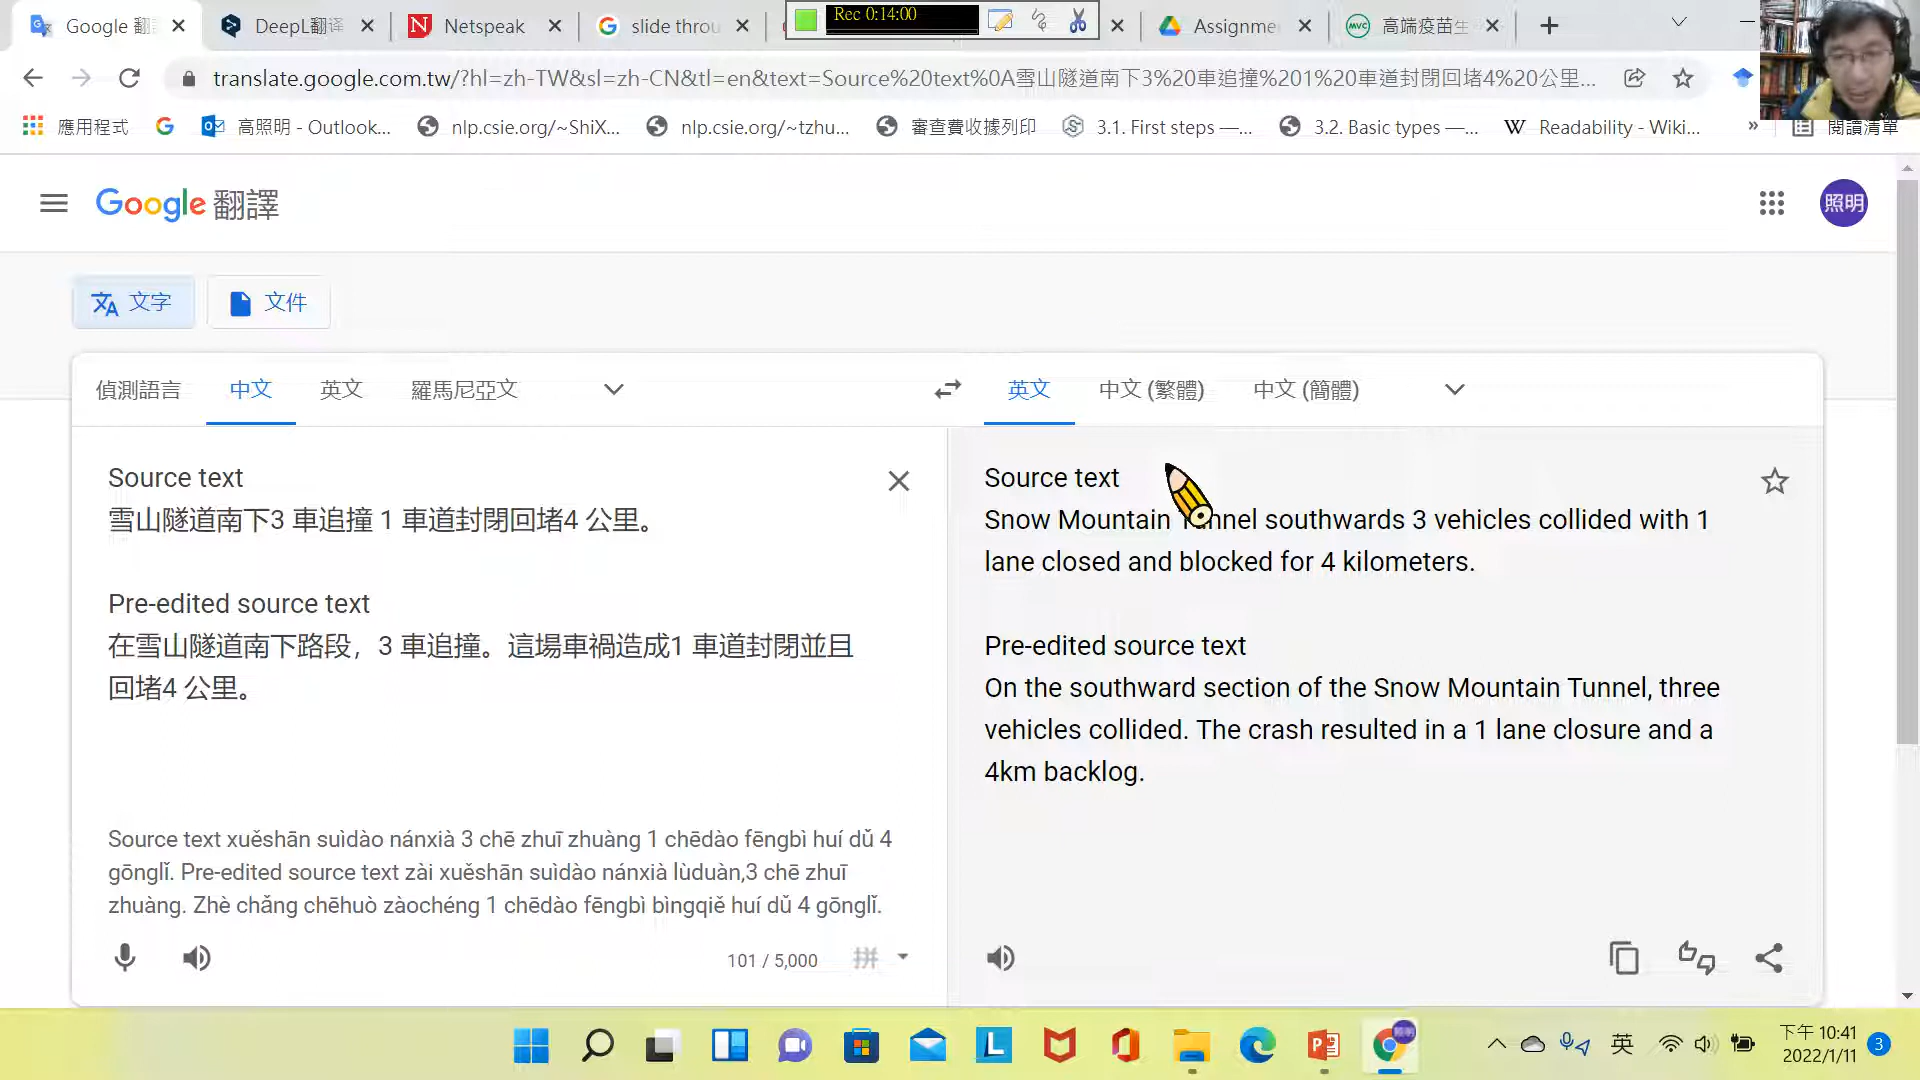 Google 翻
DeepL翻译
Netspeak
slide throu
Rec 0:14:00
Assignme
高端疫苗生
translate.google.com.tw/?hl=zh-TW&sl=zh-CN&tl=en&text=Source%20text%0A雪山隧道南下3%20車追撞%201%20車道封閉回堵4%20公里...
應用程式
高照明 - Outlook...
nlp.csie.org/~ShiX...
nlp.csie.org/~tzhu...
審查費收據列印
3.1. First steps —...
3.2. Basic types —...
Readability - Wiki...
»
閱讀清單
Google 翻譯
照明
文字
文件
偵測語言
中文
英文
羅馬尼亞文
英文
中文 (繁體)
中文 (簡體)
Source text
雪山隧道南下3 車追撞 1 車道封閉回堵4 公里。
Pre-edited source text
在雪山隧道南下路段，3 車追撞。這場車禍造成1 車道封閉並且
回堵4 公里。
Source text xuěshān suìdào nánxià 3 chē zhuī zhuàng 1 chēdào fēngbì huí dǔ 4
gōnglǐ. Pre-edited source text zài xuěshān suìdào nánxià lùduàn,3 chē zhuī
zhuàng. Zhè chǎng chēhuò zàochéng 1 chēdào fēngbì bìngqiě huí dǔ 4 gōnglǐ.
101 / 5,000
拼
Source text
Snow Mountain Tunnel southwards 3 vehicles collided with 1
lane closed and blocked for 4 kilometers.
Pre-edited source text
On the southward section of the Snow Mountain Tunnel, three
vehicles collided. The crash resulted in a 1 lane closure and a
4km backlog.
英
下午 10:41
2022/1/11
3